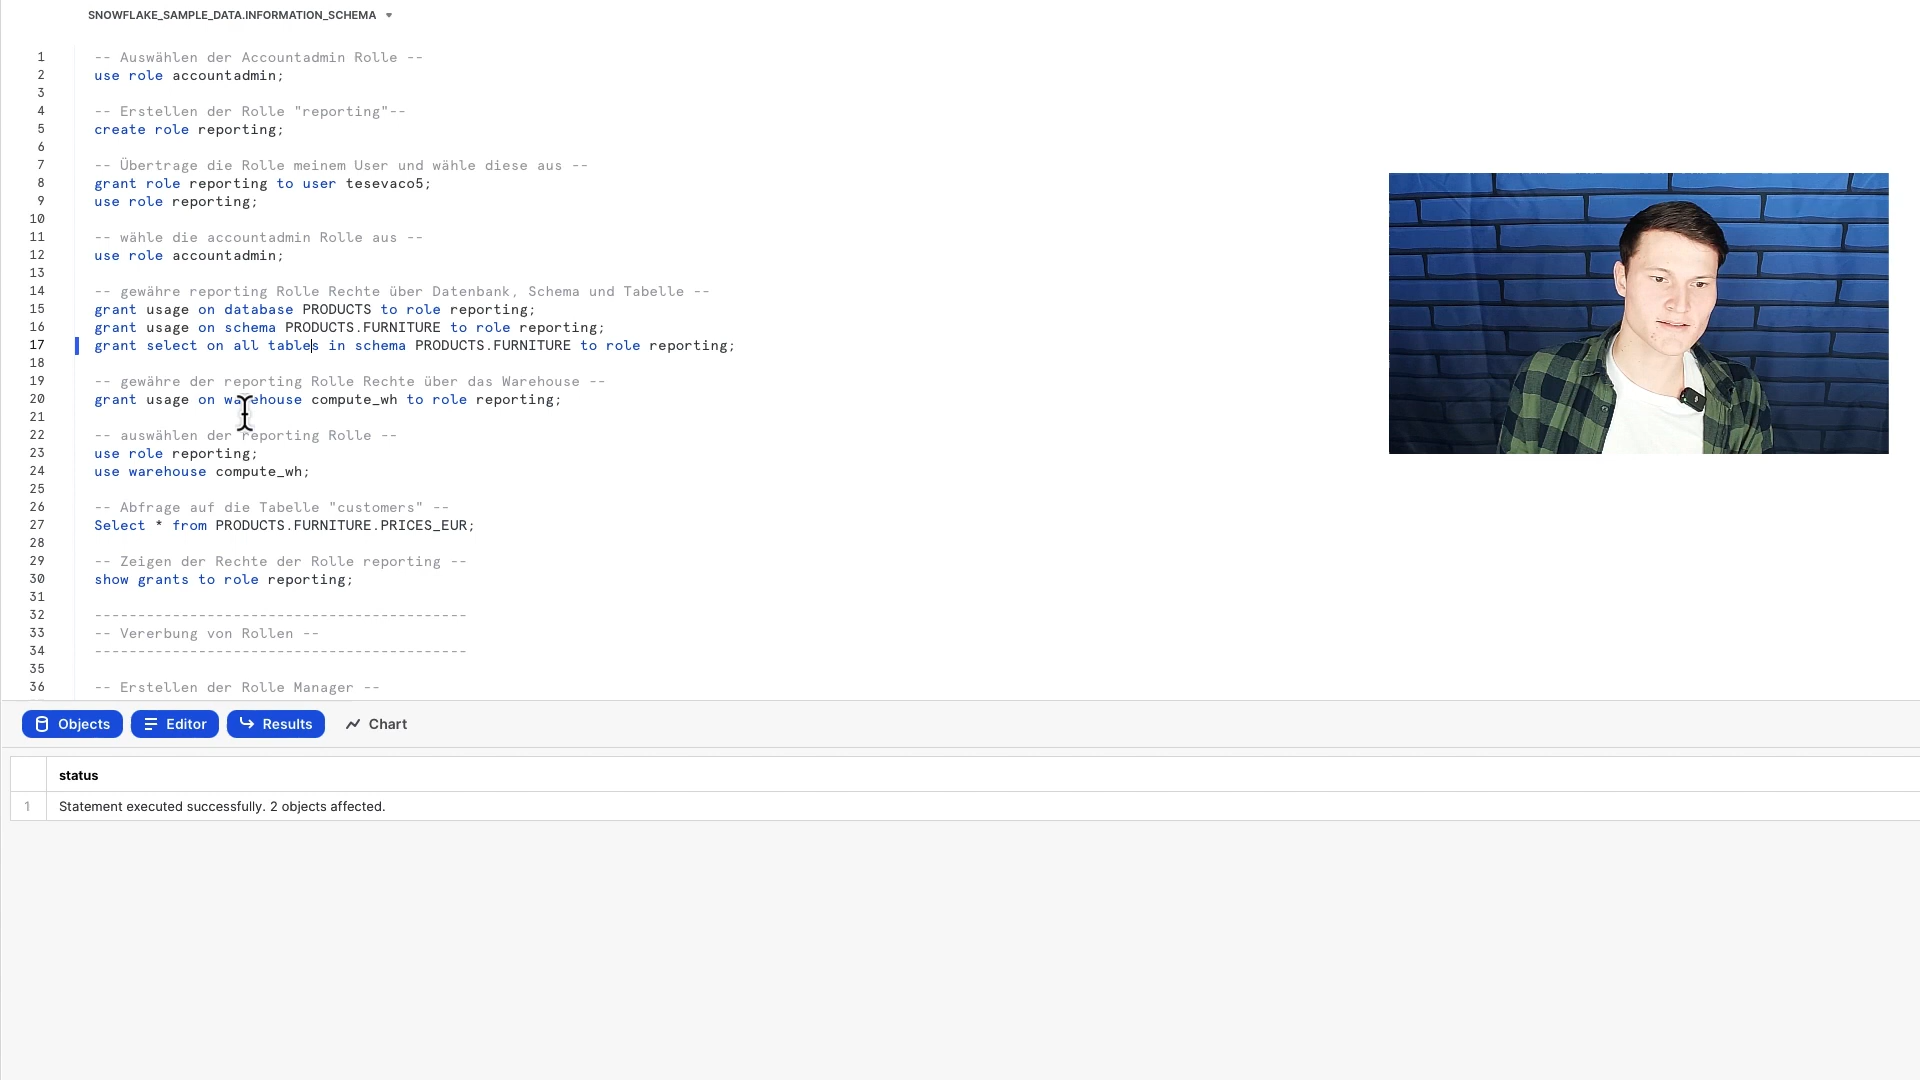 SNOWFLAKE_SAMPLE_DATA.INFORMATION_SCHEMA
1 -- Auswählen der Accountadmin Rolle --
2 use role accountadmin;
3
4 -- Erstellen der Rolle "reporting"--
5 create role reporting;
6
7 -- Übertrage die Rolle meinem User und wähle diese aus --
8 grant role reporting to user tesevaco5;
9 use role reporting;
10
11 -- wähle die accountadmin Rolle aus --
12 use role accountadmin;
13
14 -- gewähre reporting Rolle Rechte über Datenbank, Schema und Tabelle --
15 grant usage on database PRODUCTS to role reporting;
16 grant usage on schema PRODUCTS.FURNITURE to role reporting;
17 grant select on all tables in schema PRODUCTS.FURNITURE to role reporting;
18
19 -- gewähre der reporting Rolle Rechte über das Warehouse --
20 grant usage on warehouse compute_wh to role reporting;
21
22 -- auswählen der reporting Rolle --
23 use role reporting;
24 use warehouse compute_wh;
25
26 -- Abfrage auf die Tabelle "customers" --
27 Select * from PRODUCTS.FURNITURE.PRICES_EUR;
28
29 -- Zeigen der Rechte der Rolle reporting --
30 show grants to role reporting;
31
32 -------------------------------------------
33 -- Vererbung von Rollen --
34 -------------------------------------------
35
36 -- Erstellen der Rolle Manager --
Objects Editor Results Chart
status
1 Statement executed successfully. 2 objects affected.